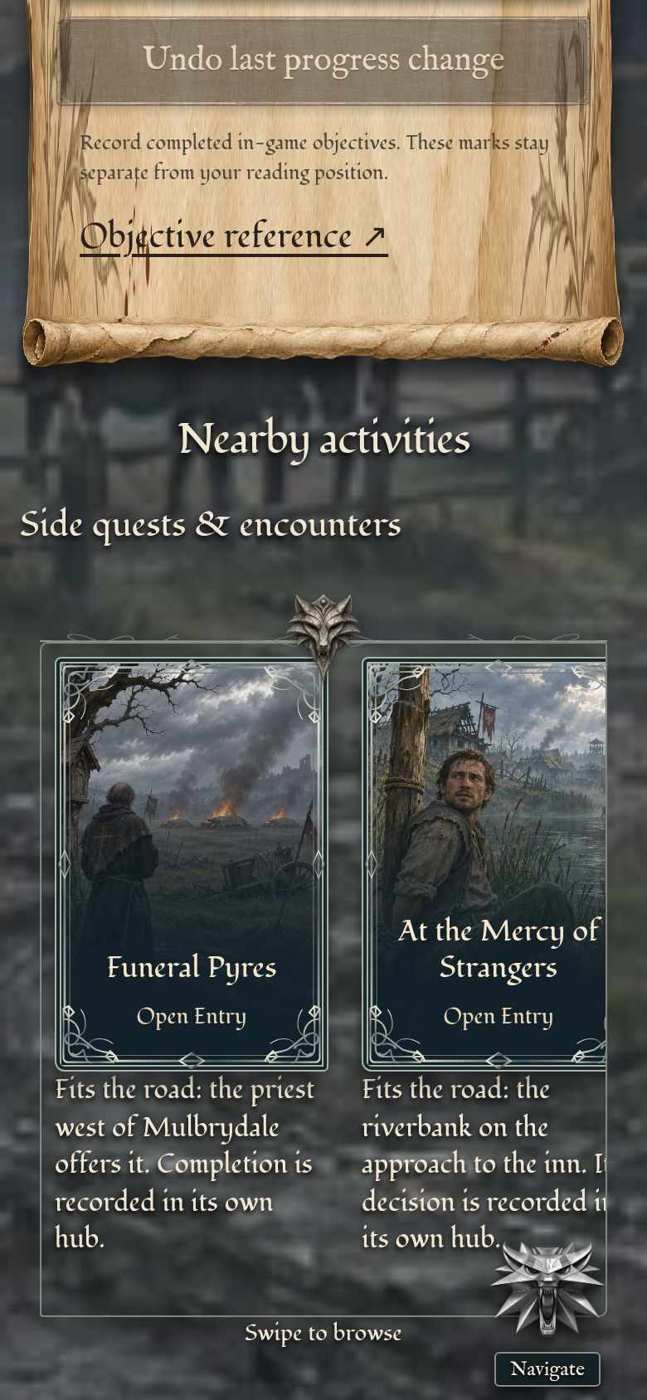 Undo last progress change
Record completed in-game objectives. These marks stay
separate from your reading position.
Objective reference ↗
Nearby activities
Side quests & encounters
Funeral Pyres
Open Entry
Fits the road: the priest
west of Mulbrydale
offers it. Completion is
recorded in its own
hub.
At the Mercy of
Strangers
Open Entry
Fits the road: the
riverbank on the
approach to the inn.
decision is recorded
its own hub.
Swipe to browse
Navigate